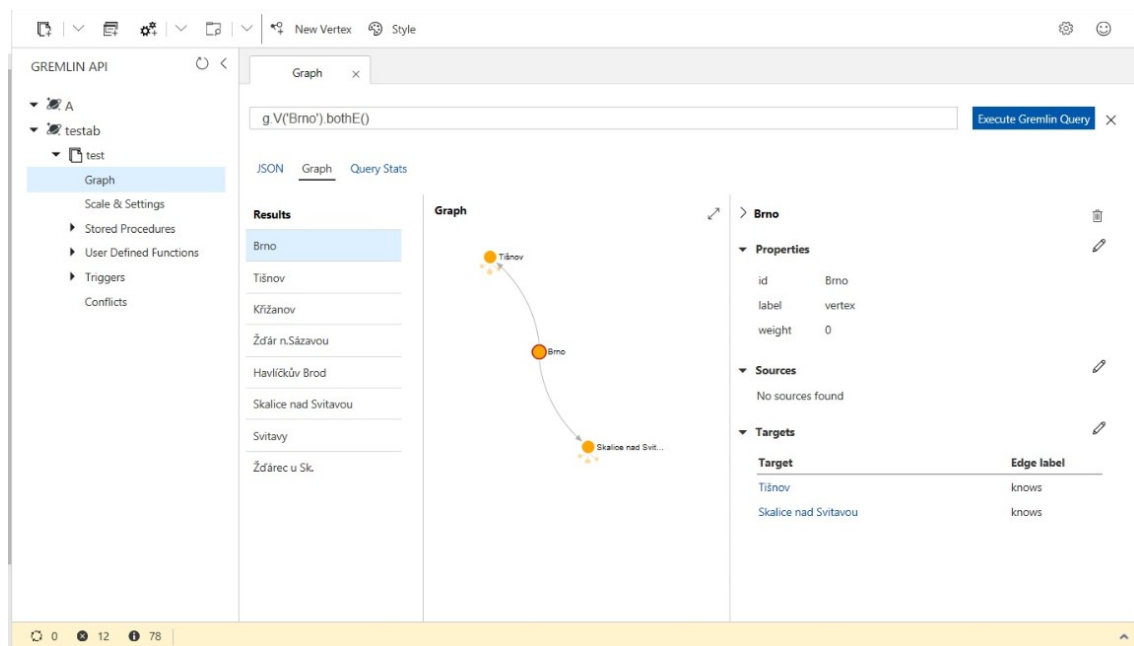 New Vertex Style
GREMLIN API
A
testab
test
Graph
Scale & Settings
Stored Procedures
User Defined Functions
Triggers
Conflicts
Graph
g.V('Brno').bothE()
Execute Gremlin Query
JSON Graph Query Stats
Results
Brno
Tišnov
Křižanov
Žďár n.Sázavou
Havlíčkův Brod
Skalice nad Svitavou
Svitavy
Žďárec u Sk.
Graph
Tišnov
Brno
Skalice nad Svit...
Brno
Properties
id Brno
label vertex
weight 0
Sources
No sources found
Targets
Target Edge label
Tišnov knows
Skalice nad Svitavou knows
0 12 78